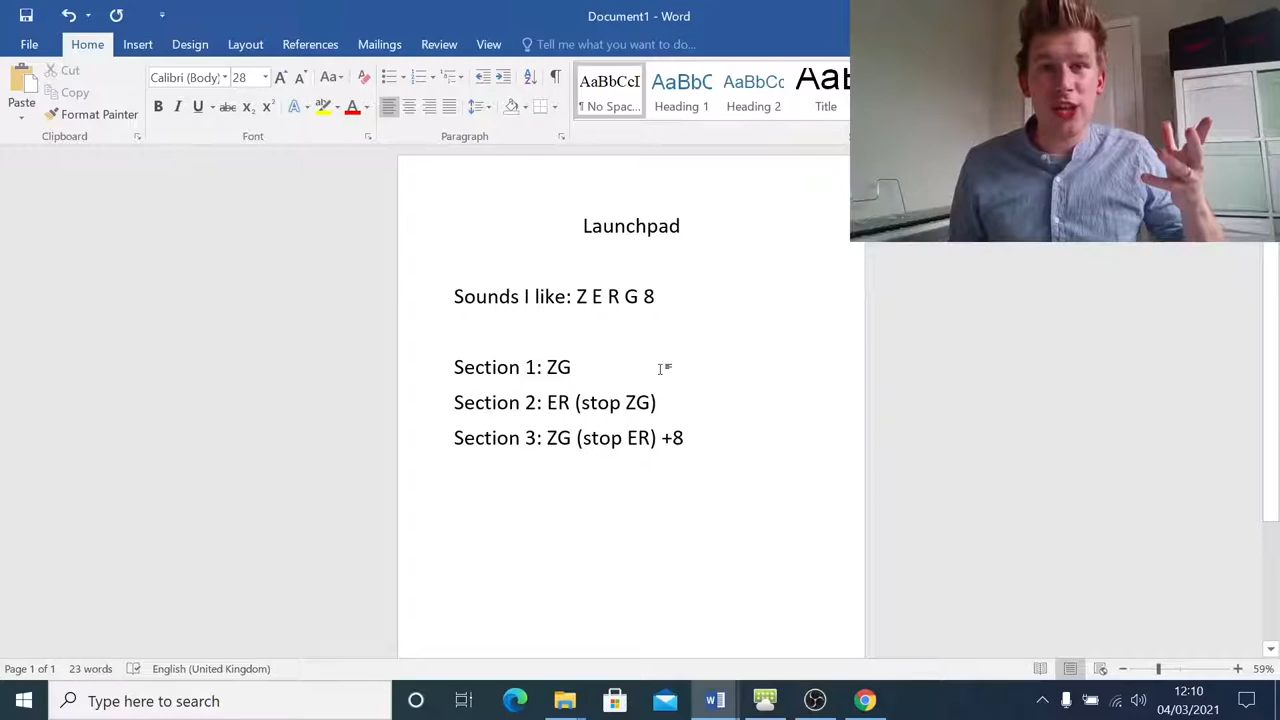 Document1 - Word
File Home Insert Design Layout References Mailings Review View Tell me what you want to do...
Cut
Copy
Format Painter
Paste
Clipboard
Calibri (Body) 28
Font
Paragraph
AaBbCcI AaBbC AaBbCc AaB
¶ No Spac... Heading 1 Heading 2 Title
Launchpad
Sounds I like: Z E R G 8
Section 1: ZG
Section 2: ER (stop ZG)
Section 3: ZG (stop ER) +8
Page 1 of 1 23 words English (United Kingdom) 59%
Type here to search
12:10
04/03/2021